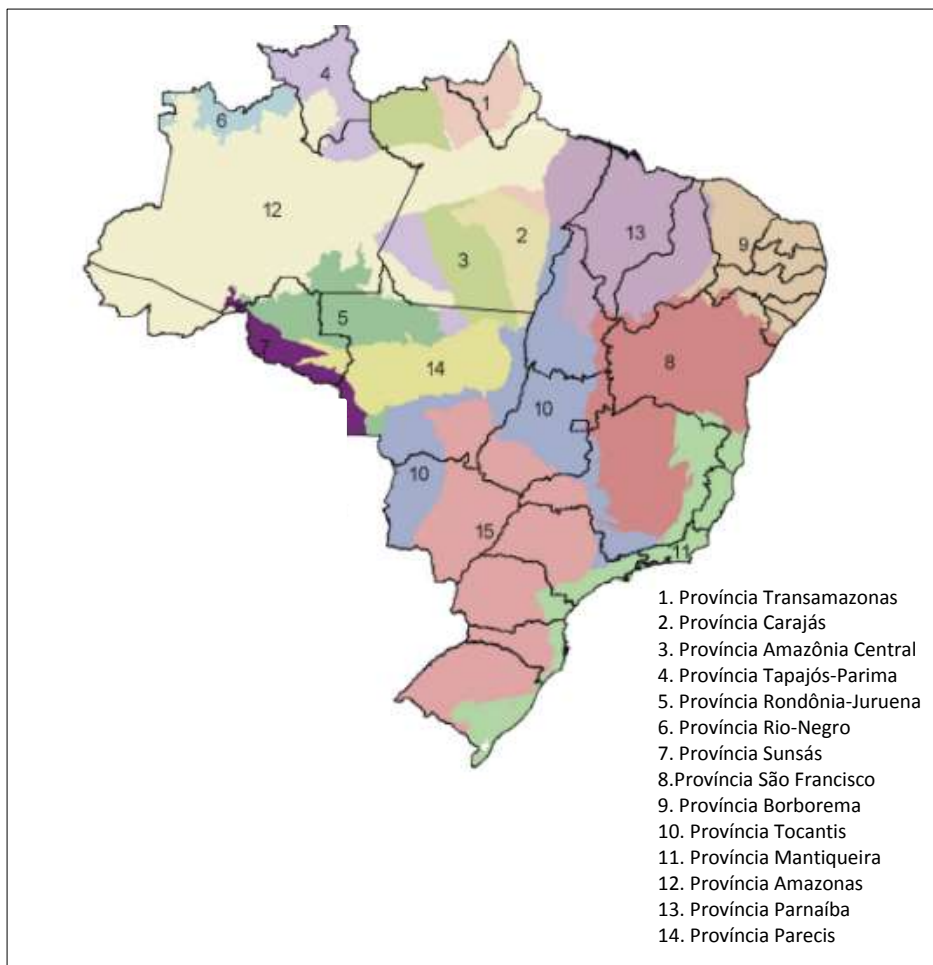 4
1
6
12
13
9
2
3
5
7
14
8
10
10
15
11
1. Província Transamazonas
2. Província Carajás
3. Província Amazônia Central
4. Província Tapajós-Parima
5. Província Rondônia-Juruena
6. Província Rio-Negro
7. Província Sunsás
8.Província São Francisco
9. Província Borborema
10. Província Tocantis
11. Província Mantiqueira
12. Província Amazonas
13. Província Parnaíba
14. Província Parecis